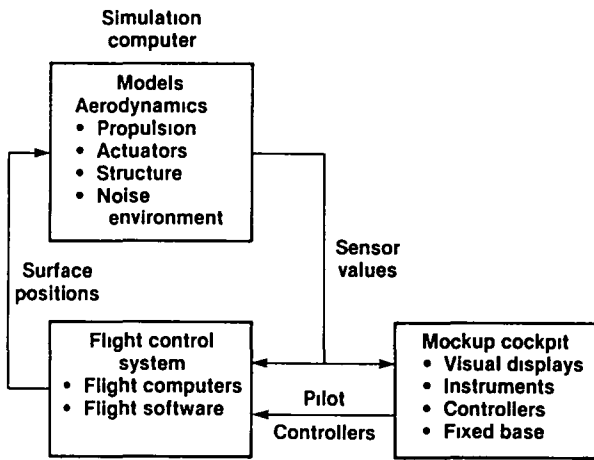 Simulation
computer
Models
Aerodynamics
• Propulsion
• Actuators
• Structure
• Noise
environment
Surface
positions
Sensor
values
Flight control
system
• Flight computers
• Flight software
Pilot
Controllers
Mockup cockpit
• Visual displays
• Instruments
• Controllers
• Fixed base